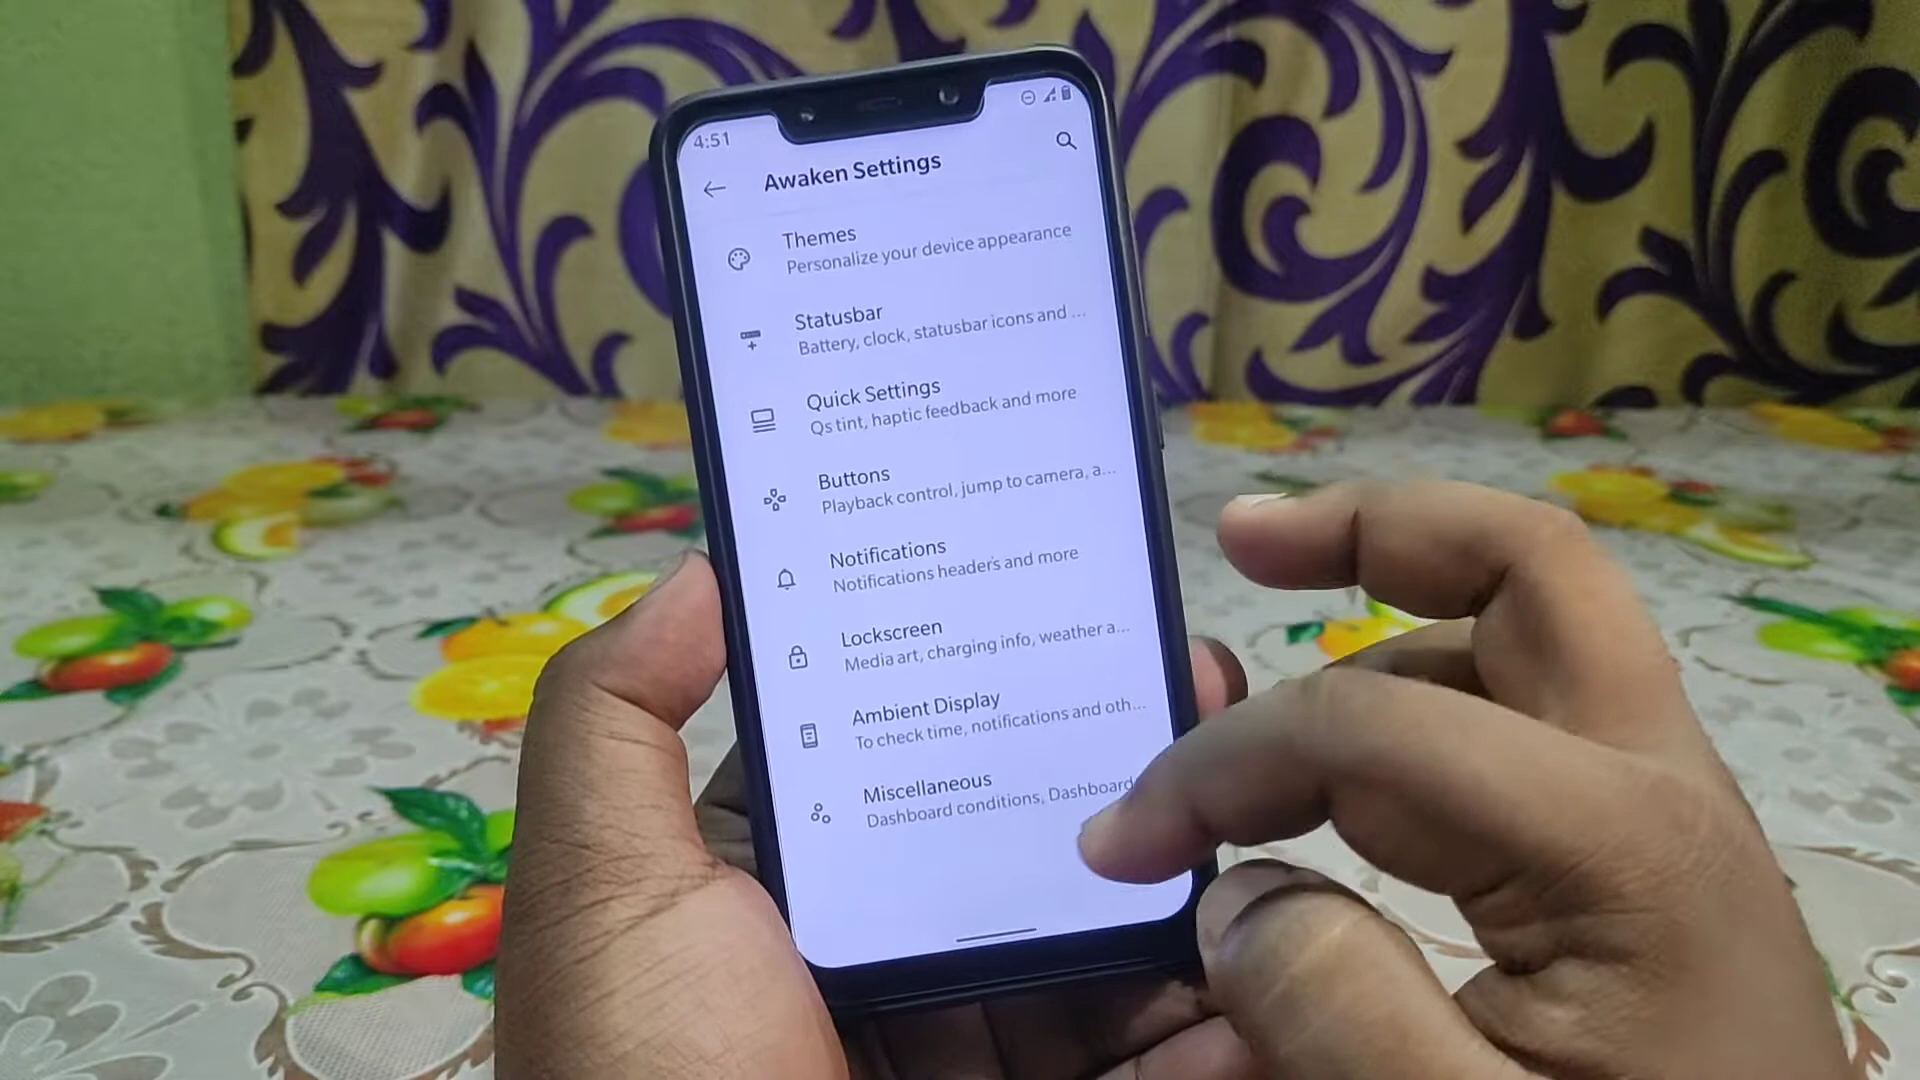 4:51
Awaken Settings
Themes
Personalize your device appearance
Statusbar
Battery, clock, statusbar icons and ...
Quick Settings
Qs tint, haptic feedback and more
Buttons
Playback control, jump to camera, a...
Notifications
Notifications headers and more
Lockscreen
Media art, charging info, weather a...
Ambient Display
To check time, notifications and oth...
Miscellaneous
Dashboard conditions, Dashboard